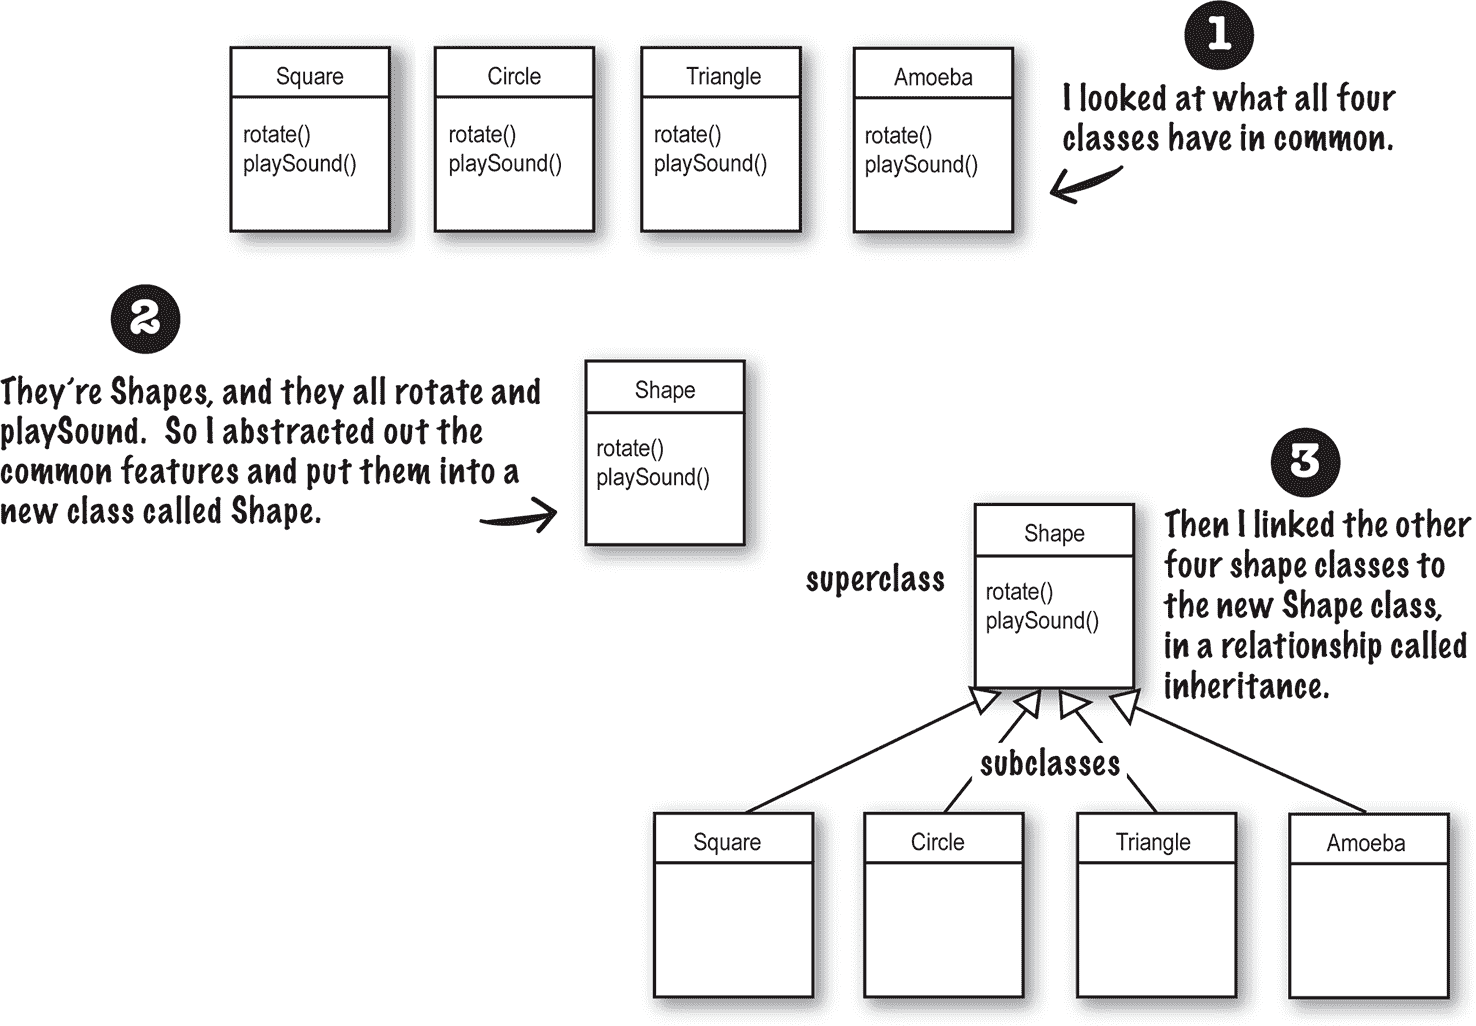 1
I looked at what all four
classes have in common.
Square
rotate()
playSound()
Circle
rotate()
playSound()
Triangle
rotate()
playSound()
Amoeba
rotate()
playSound()
2
They're Shapes, and they all rotate and
playSound. So I abstracted out the
common features and put them into a
new class called Shape.
Shape
rotate()
playSound()
3
Then I linked the other
four shape classes to
the new Shape class,
in a relationship called
inheritance.
superclass
Shape
rotate()
playSound()
subclasses
Square
Circle
Triangle
Amoeba